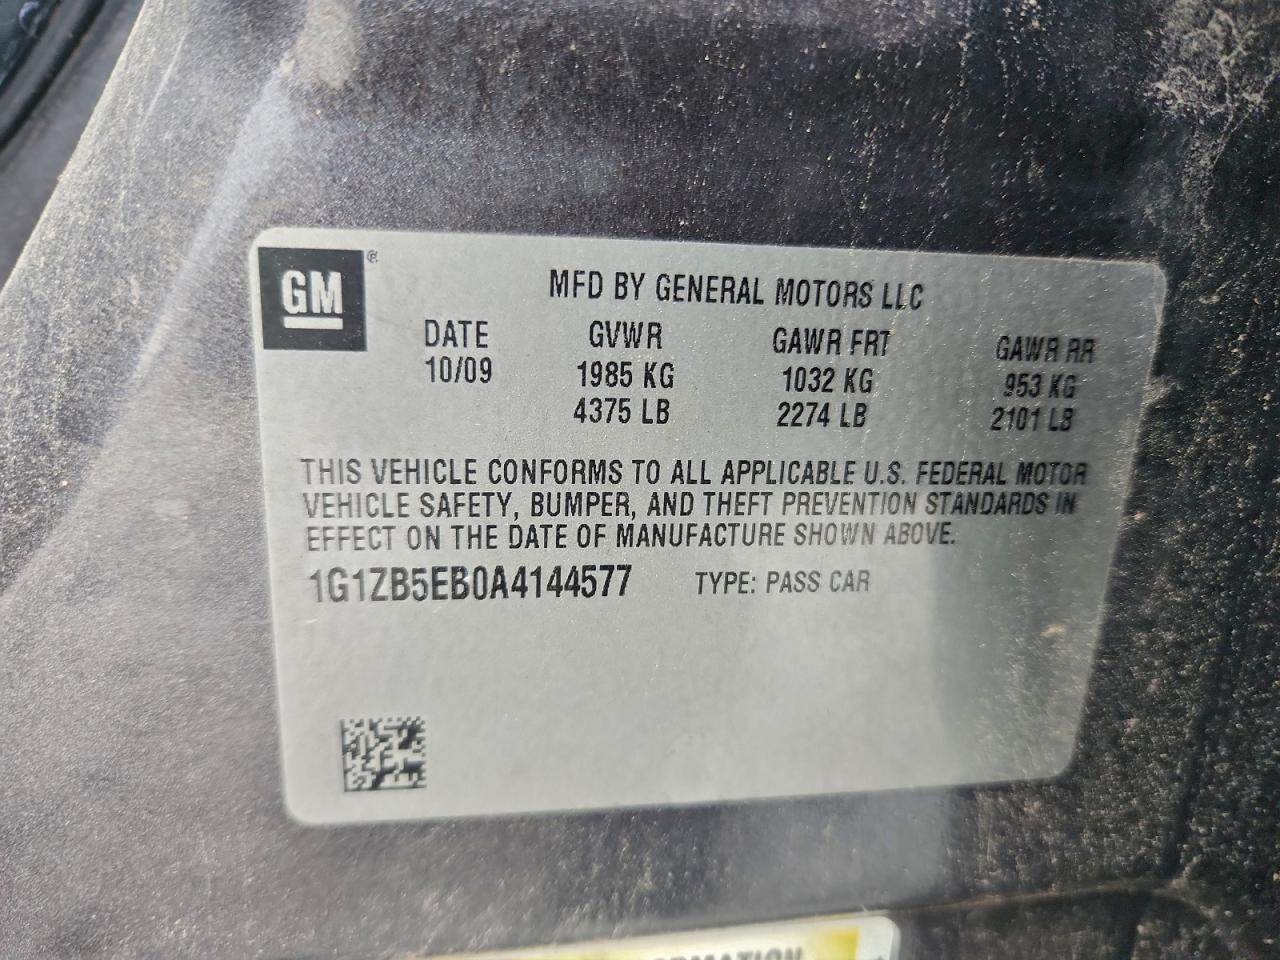 GM ®
MFD BY GENERAL MOTORS LLC
DATE GVWR GAWR FRT GAWR RR
10/09 1985 KG 1032 KG 953 KG
4375 LB 2274 LB 2101 LB
THIS VEHICLE CONFORMS TO ALL APPLICABLE U.S. FEDERAL MOTOR
VEHICLE SAFETY, BUMPER, AND THEFT PREVENTION STANDARDS IN
EFFECT ON THE DATE OF MANUFACTURE SHOWN ABOVE.
1G1ZB5EB0A4144577 TYPE: PASS CAR